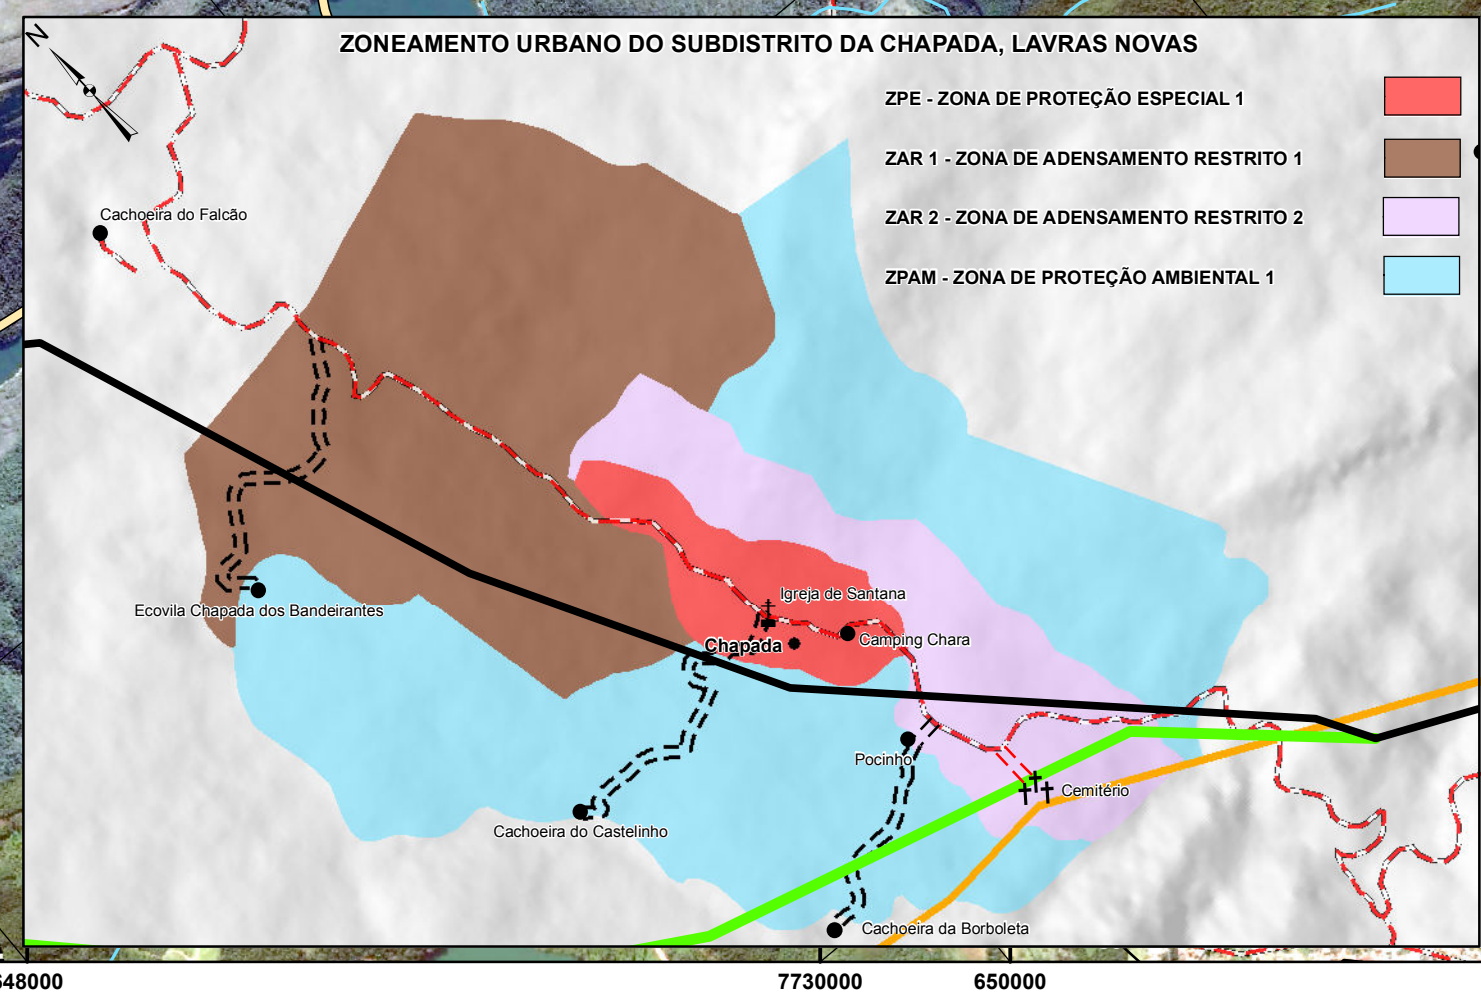 N
ZONEAMENTO URBANO DO SUBDISTRITO DA CHAPADA, LAVRAS NOVAS
ZPE - ZONA DE PROTEÇÃO ESPECIAL 1
ZAR 1 - ZONA DE ADENSAMENTO RESTRITO 1
Cachoeira do Falcão
ZAR 2 - ZONA DE ADENSAMENTO RESTRITO 2
ZPAM - ZONA DE PROTEÇÃO AMBIENTAL 1
Igreja de Santana
Ecovila Chapada dos Bandeirantes
Chapada
Camping Chara
Pocinho
Cemitério
Cachoeira do Castelinho
Cachoeira da Borboleta
648000
7730000
650000